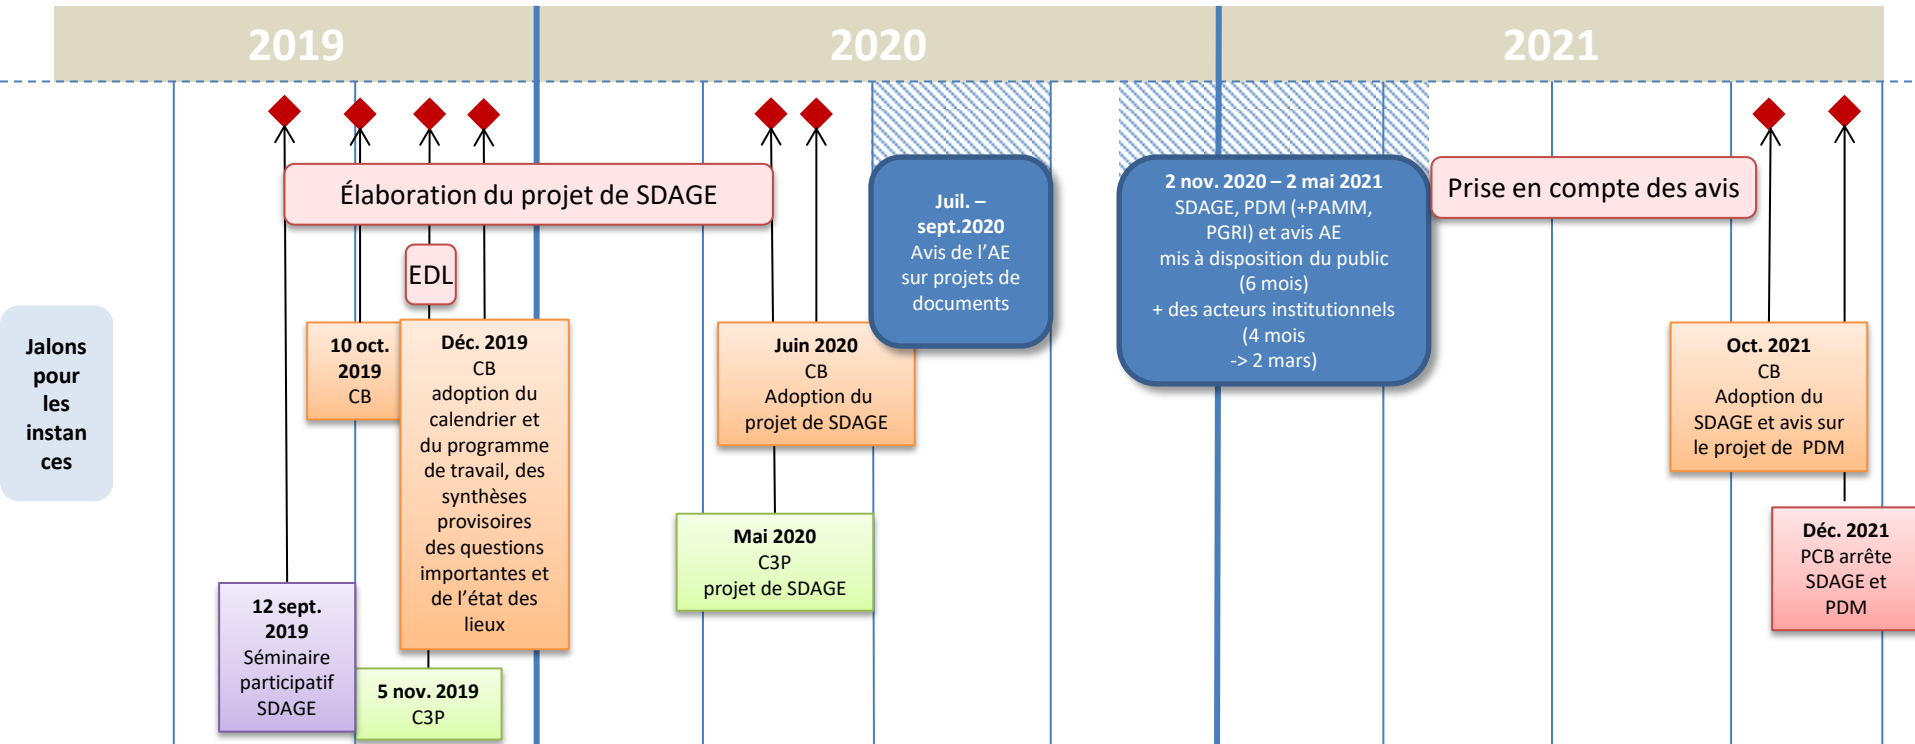 2019
2020
2021
Élaboration du projet de SDAGE
Prise en compte des avis
EDL
Juil. –
sept.2020
Avis de l’AE
sur projets de
documents
2 nov. 2020 – 2 mai 2021
SDAGE, PDM (+PAMM,
PGRI) et avis AE
mis à disposition du public
(6 mois)
+ des acteurs institutionnels
(4 mois
-> 2 mars)
Jalons
pour
les
instan
ces
10 oct.
2019
CB
Déc. 2019
CB
adoption du
calendrier et
du programme
de travail, des
synthèses
provisoires
des questions
importantes et
de l’état des
lieux
Juin 2020
CB
Adoption du
projet de SDAGE
Oct. 2021
CB
Adoption du
SDAGE et avis sur
le projet de PDM
Mai 2020
C3P
projet de SDAGE
Déc. 2021
PCB arrête
SDAGE et
PDM
12 sept.
2019
Séminaire
participatif
SDAGE
5 nov. 2019
C3P